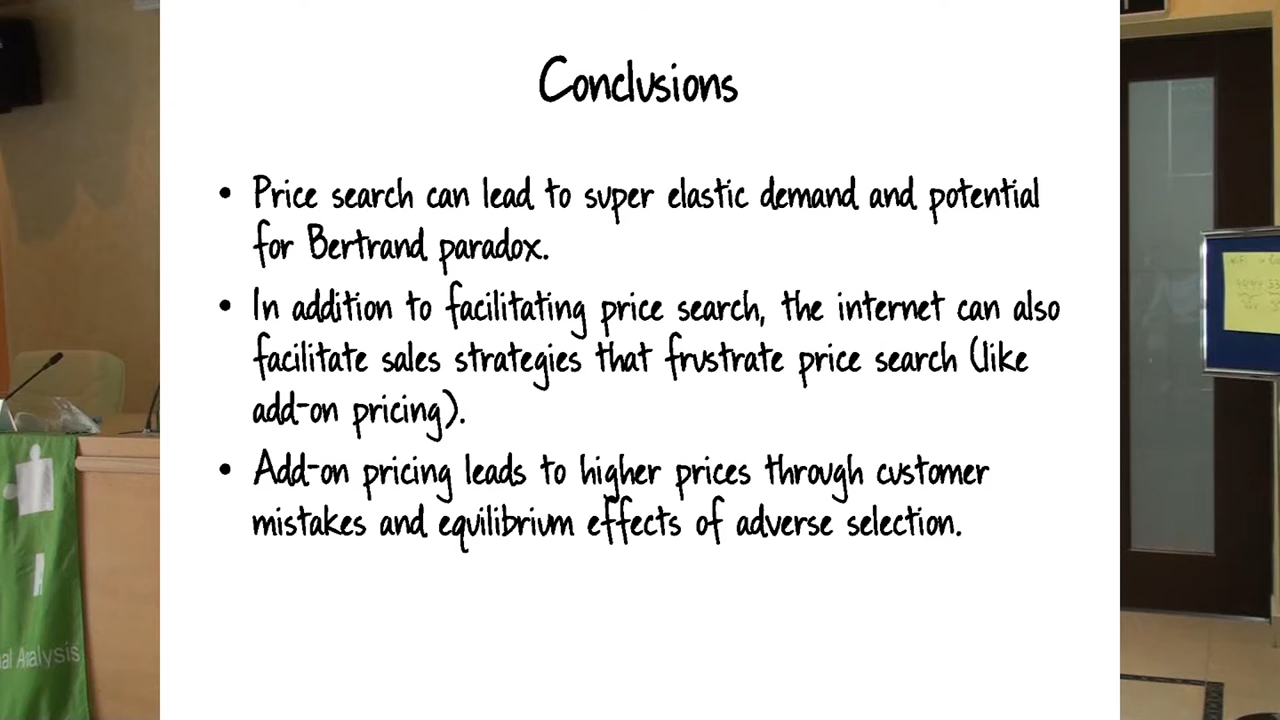 Conclusions
• Price search can lead to super elastic demand and potential
for Bertrand paradox.
• In addition to facilitating price search, the internet can also
facilitate sales strategies that frustrate price search (like
add-on pricing).
• Add-on pricing leads to higher prices through customer
mistakes and equilibrium effects of adverse selection.
al Analysis